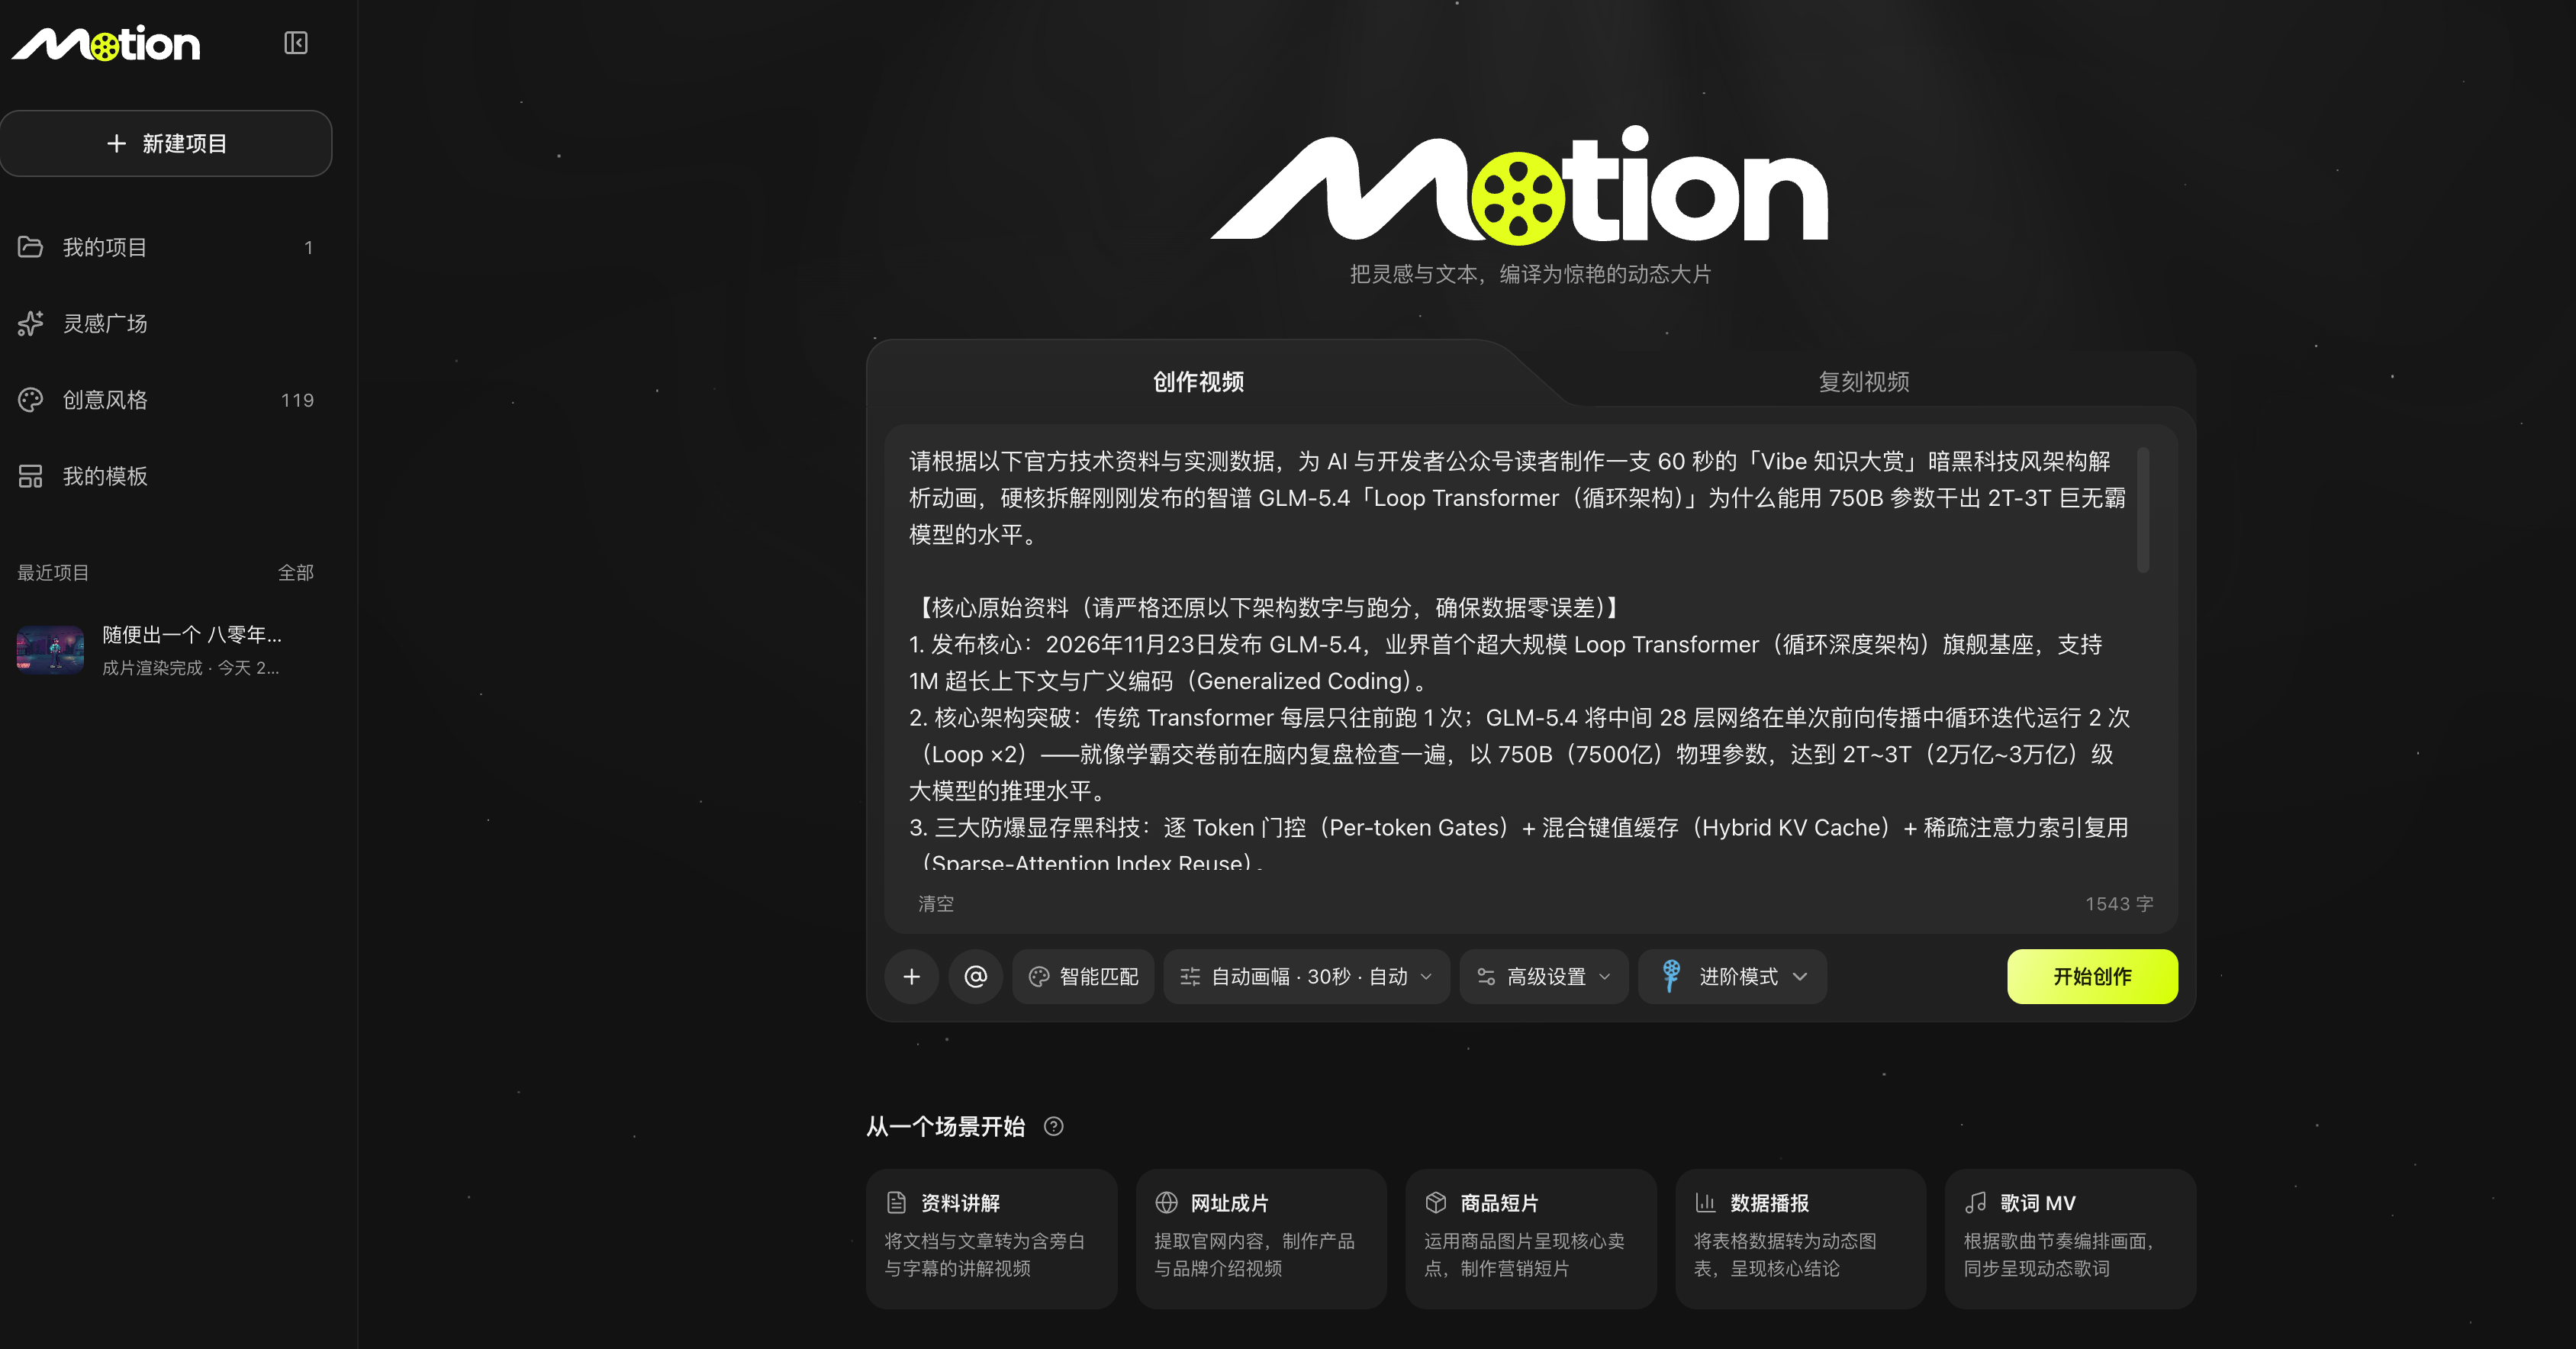 Motion
新建项目
我的项目 1
灵感广场
创意风格 119
我的模板
最近项目 全部
随便出一个 八零年...
成片渲染完成 · 今天 2...
Motion
把灵感与文本，编译为惊艳的动态大片
创作视频
复刻视频
请根据以下官方技术资料与实测数据，为 AI 与开发者公众号读者制作一支 60 秒的「Vibe 知识大赏」暗黑科技风架构解
析动画，硬核拆解刚刚发布的智谱 GLM-5.4「Loop Transformer（循环架构）」为什么能用 750B 参数干出 2T-3T 巨无霸
模型的水平。
【核心原始资料（请严格还原以下架构数字与跑分，确保数据零误差）】
1. 发布核心：2026年11月23日发布 GLM-5.4，业界首个超大规模 Loop Transformer（循环深度架构）旗舰基座，支持
1M 超长上下文与广义编码（Generalized Coding）。
2. 核心架构突破：传统 Transformer 每层只往前跑 1 次；GLM-5.4 将中间 28 层网络在单次前向传播中循环迭代运行 2 次
（Loop ×2）——就像学霸交卷前在脑内复盘检查一遍，以 750B（7500亿）物理参数，达到 2T~3T（2万亿~3万亿）级
大模型的推理水平。
3. 三大防爆显存黑科技：逐 Token 门控（Per-token Gates）+ 混合键值缓存（Hybrid KV Cache）+ 稀疏注意力索引复用
（Sparse-Attention Index Reuse）。
清空
1543 字
智能匹配
自动画幅 · 30秒 · 自动
高级设置
进阶模式
开始创作
从一个场景开始
资料讲解
将文档与文章转为含旁白
与字幕的讲解视频
网址成片
提取官网内容，制作产品
与品牌介绍视频
商品短片
运用商品图片呈现核心卖
点，制作营销短片
数据播报
将表格数据转为动态图
表，呈现核心结论
歌词 MV
根据歌曲节奏编排画面，
同步呈现动态歌词